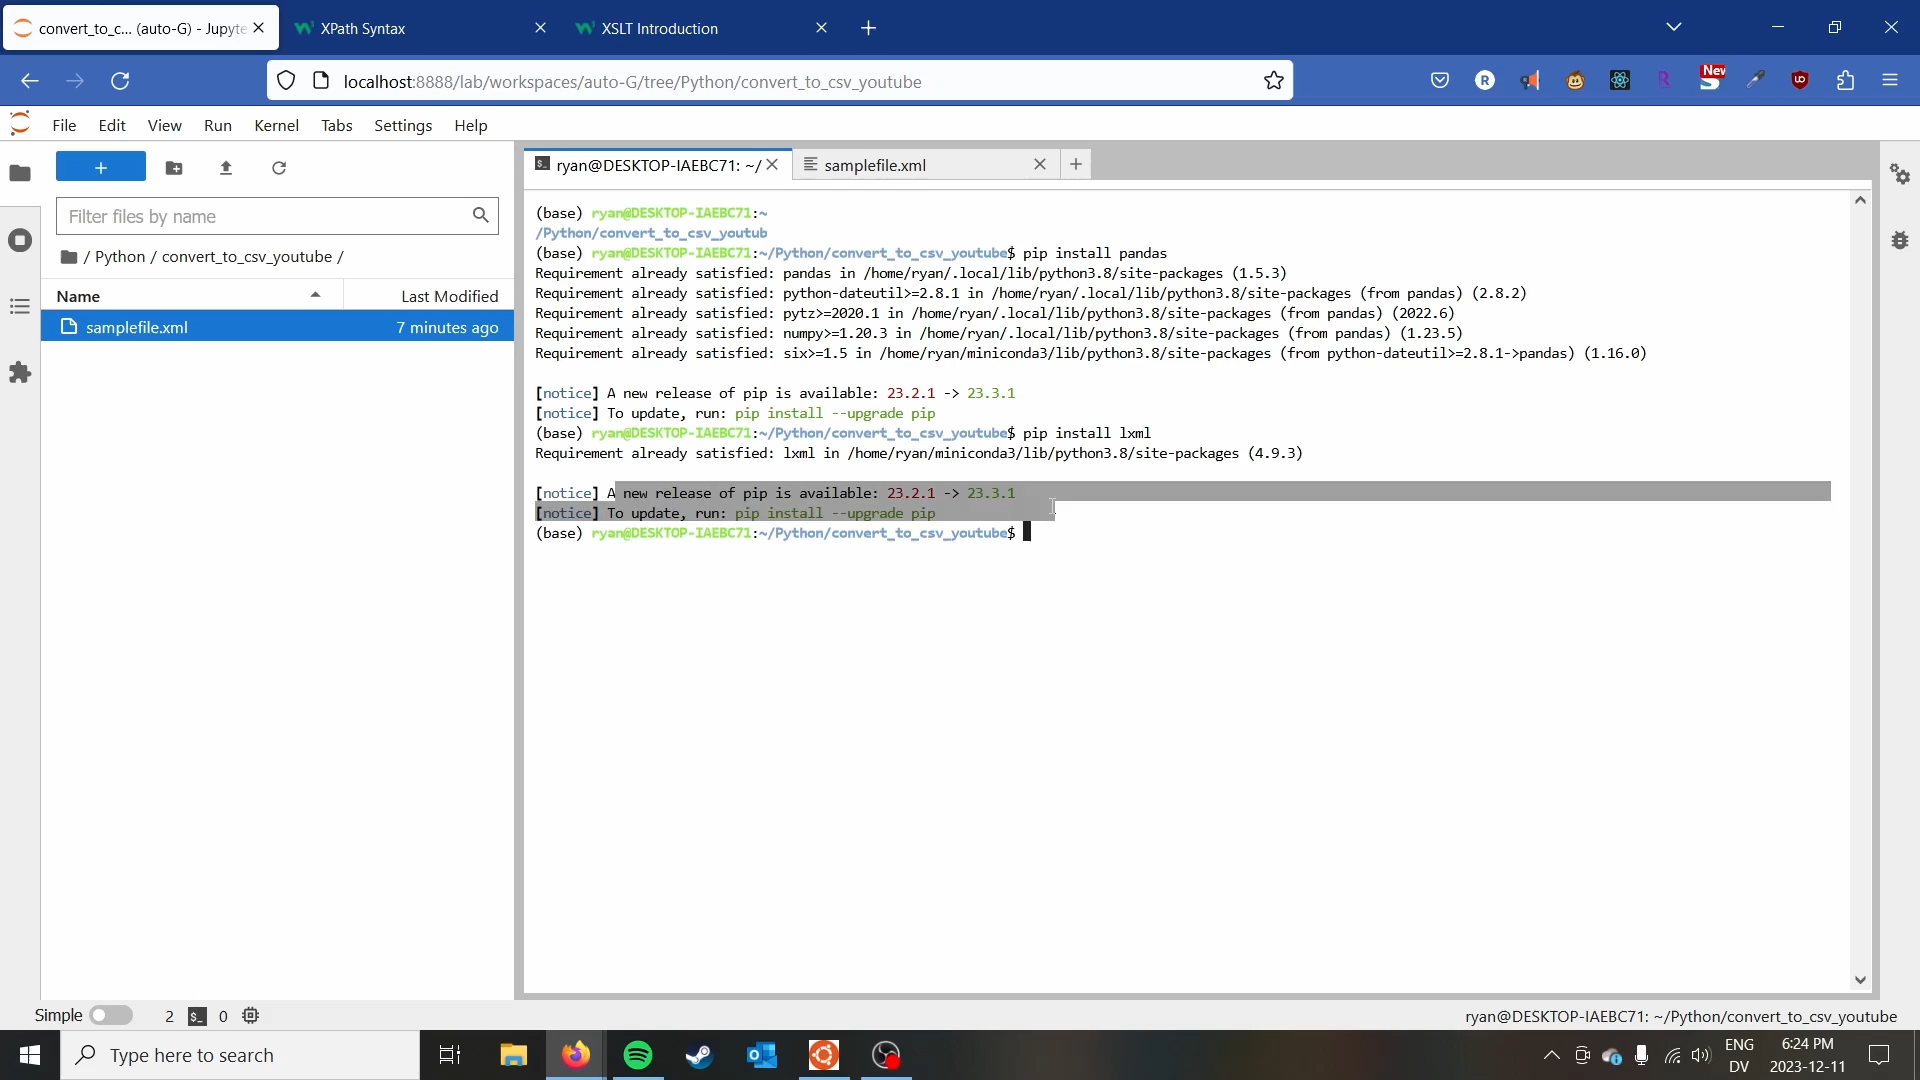 convert_to_c... (auto-G) - Jupyte
XPath Syntax
XSLT Introduction
localhost:8888/lab/workspaces/auto-G/tree/Python/convert_to_csv_youtube
R
R
New
S
File Edit View Run Kernel Tabs Settings Help
+
Filter files by name
/ Python / convert_to_csv_youtube /
Name Last Modified
samplefile.xml 7 minutes ago
ryan@DESKTOP-IAEBC71: ~/
samplefile.xml
(base) ryan@DESKTOP-IAEBC71:~
/Python/convert_to_csv_youtub
(base) ryan@DESKTOP-IAEBC71:~/Python/convert_to_csv_youtube$ pip install pandas
Requirement already satisfied: pandas in /home/ryan/.local/lib/python3.8/site-packages (1.5.3)
Requirement already satisfied: python-dateutil>=2.8.1 in /home/ryan/.local/lib/python3.8/site-packages (from pandas) (2.8.2)
Requirement already satisfied: pytz>=2020.1 in /home/ryan/.local/lib/python3.8/site-packages (from pandas) (2022.6)
Requirement already satisfied: numpy>=1.20.3 in /home/ryan/.local/lib/python3.8/site-packages (from pandas) (1.23.5)
Requirement already satisfied: six>=1.5 in /home/ryan/miniconda3/lib/python3.8/site-packages (from python-dateutil>=2.8.1->pandas) (1.16.0)
[notice] A new release of pip is available: 23.2.1 -> 23.3.1
[notice] To update, run: pip install --upgrade pip
(base) ryan@DESKTOP-IAEBC71:~/Python/convert_to_csv_youtube$ pip install lxml
Requirement already satisfied: lxml in /home/ryan/miniconda3/lib/python3.8/site-packages (4.9.3)
[notice] A new release of pip is available: 23.2.1 -> 23.3.1
[notice] To update, run: pip install --upgrade pip
(base) ryan@DESKTOP-IAEBC71:~/Python/convert_to_csv_youtube$
Simple 2 $_ 0
ryan@DESKTOP-IAEBC71: ~/Python/convert_to_csv_youtube
Type here to search
ENG
DV
6:24 PM
2023-12-11